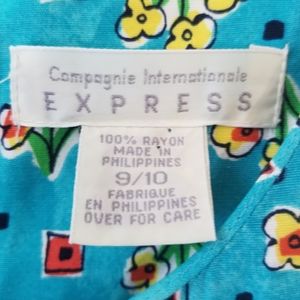 Compagnie Internationale
EXPRESS
100% RAYON
MADE IN
PHILIPPINES
9/10
FABRIQUE
EN PHILIPPINES
OVER FOR CARE